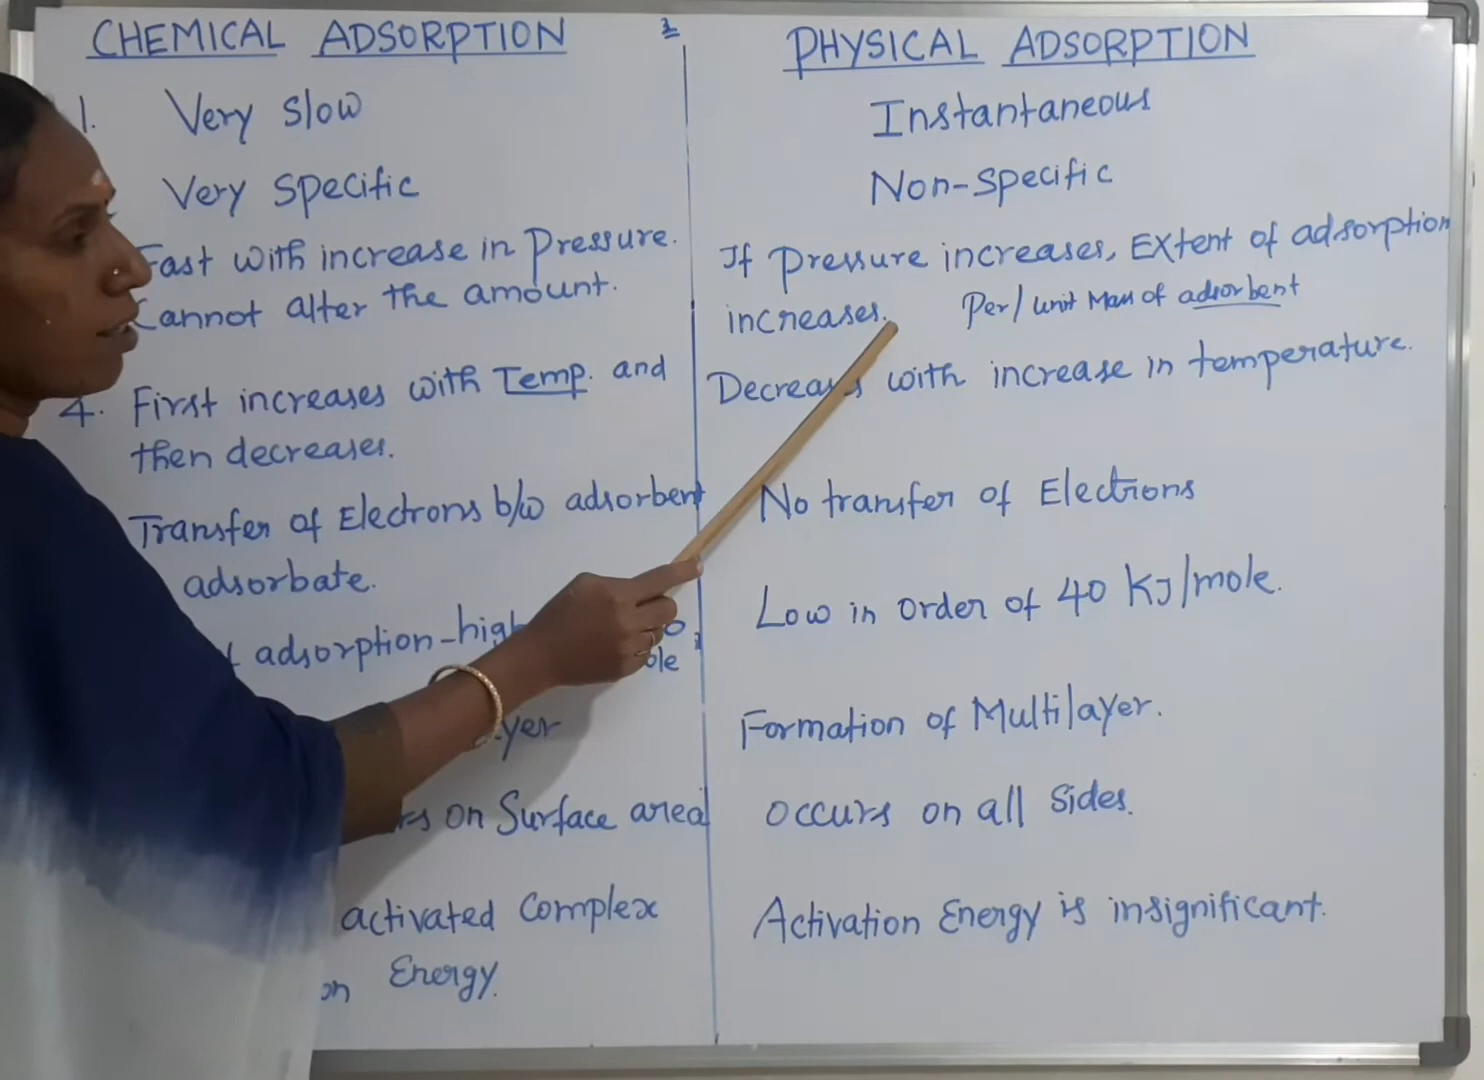 CHEMICAL ADSORPTION
1. Very Slow
Very Specific
Fast with increase in Pressure.
Cannot alter the amount.
4. First increases with Temp. and
then decreases.
Transfer of Electrons b/w adsorbent
adsorbate.
adsorption-high
on Surface area
activated Complex
Energy.
PHYSICAL ADSORPTION
Instantaneous
Non-specific
If Pressure increases, Extent of adsorption
increases. Per/unit Mass of adsorbent
Decreases with increase in temperature.
No transfer of Electrons
Low in order of 40 KJ/mole.
Formation of Multilayer.
Occurs on all Sides.
Activation Energy is insignificant.